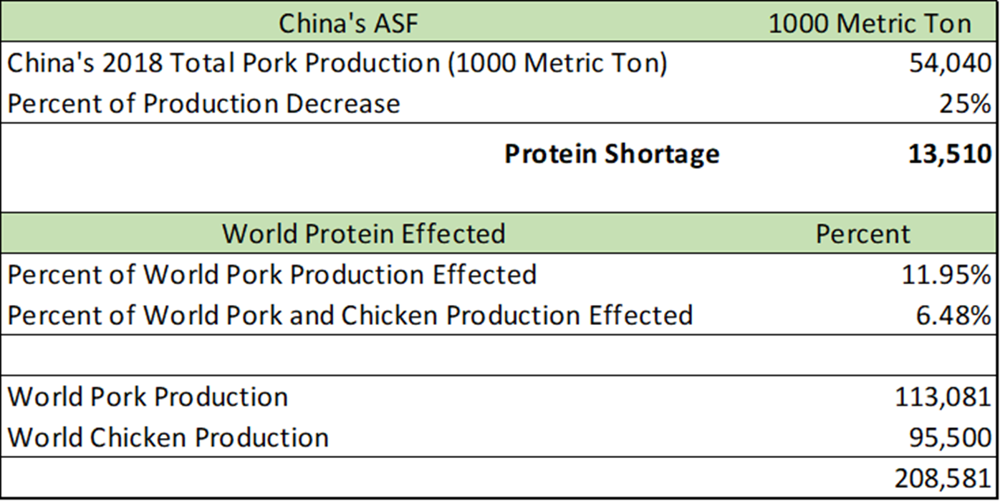 China's ASF 1000 Metric Ton
China's 2018 Total Pork Production (1000 Metric Ton) 54,040
Percent of Production Decrease 25%
Protein Shortage 13,510
World Protein Effected Percent
Percent of World Pork Production Effected 11.95%
Percent of World Pork and Chicken Production Effected 6.48%
World Pork Production 113,081
World Chicken Production 95,500
208,581